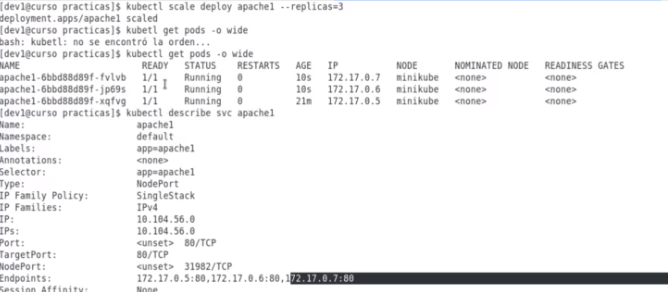 [dev1@curso practicas]$ kubectl scale deploy apache1 --replicas=3
deployment.apps/apache1 scaled
[dev1@curso practicas]$ kubetl get pods -o wide
bash: kubetl: no se encontró la orden...
[dev1@curso practicas]$ kubectl get pods -o wide
NAME READY STATUS RESTARTS AGE IP NODE NOMINATED NODE READINESS GATES
apache1-6bbd88d89f-fvlvb 1/1 Running 0 10s 172.17.0.7 minikube <none> <none>
apache1-6bbd88d89f-jp69s 1/1 Running 0 10s 172.17.0.6 minikube <none> <none>
apache1-6bbd88d89f-xqfvg 1/1 Running 0 21m 172.17.0.5 minikube <none> <none>
[dev1@curso practicas]$ kubectl describe svc apache1
Name: apache1
Namespace: default
Labels: app=apache1
Annotations: <none>
Selector: app=apache1
Type: NodePort
IP Family Policy: SingleStack
IP Families: IPv4
IP: 10.104.56.0
IPs: 10.104.56.0
Port: <unset> 80/TCP
TargetPort: 80/TCP
NodePort: <unset> 31982/TCP
Endpoints: 172.17.0.5:80,172.17.0.6:80,172.17.0.7:80
Session Affinity: None